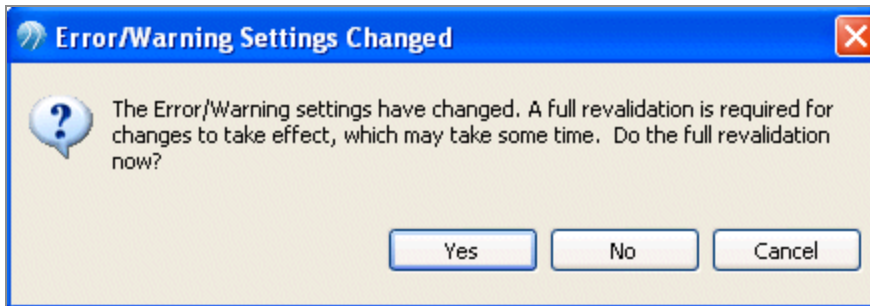 Error/Warning Settings Changed
The Error/Warning settings have changed. A full revalidation is required for
changes to take effect, which may take some time.  Do the full revalidation
now?
Yes No Cancel